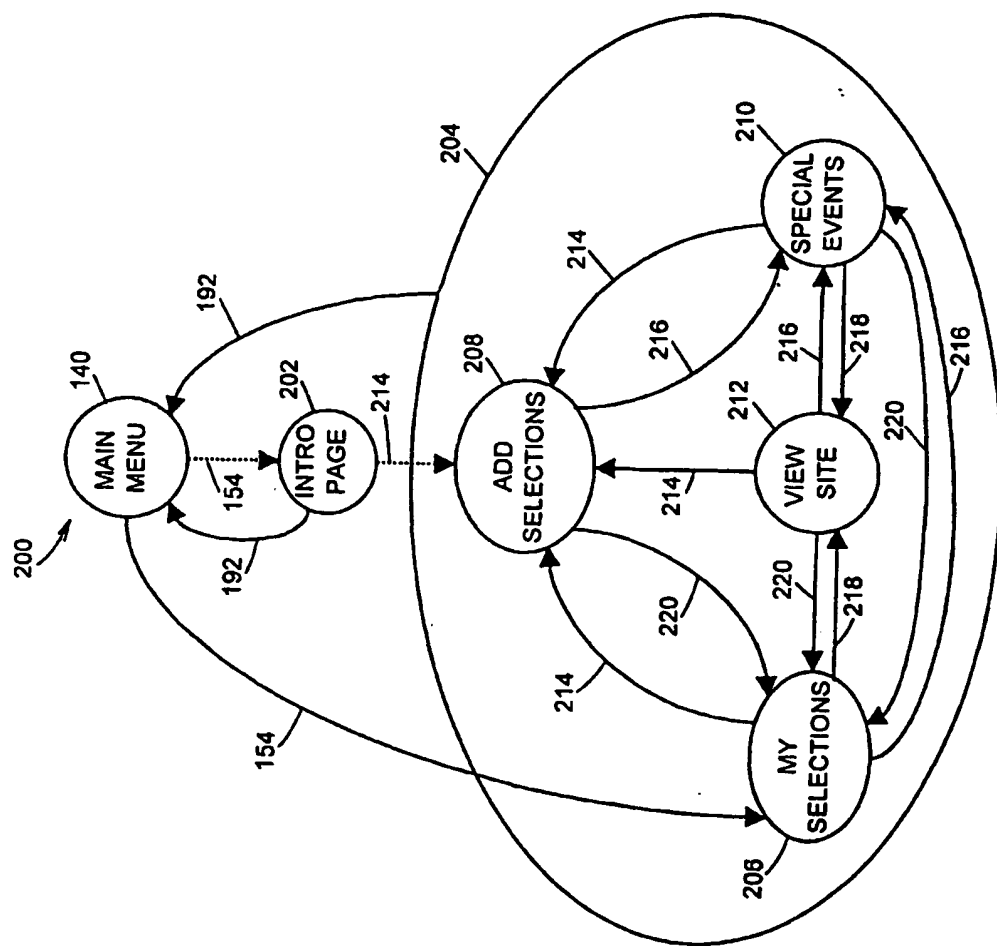 200
MAIN
MENU
140
192
154
INTRO
PAGE
202
192
214
154
204
ADD
SELECTIONS
208
214
216
220
214
SPECIAL
EVENTS
210
VIEW
SITE
212
214
216
218
220
218
MY
SELECTIONS
206
220
216